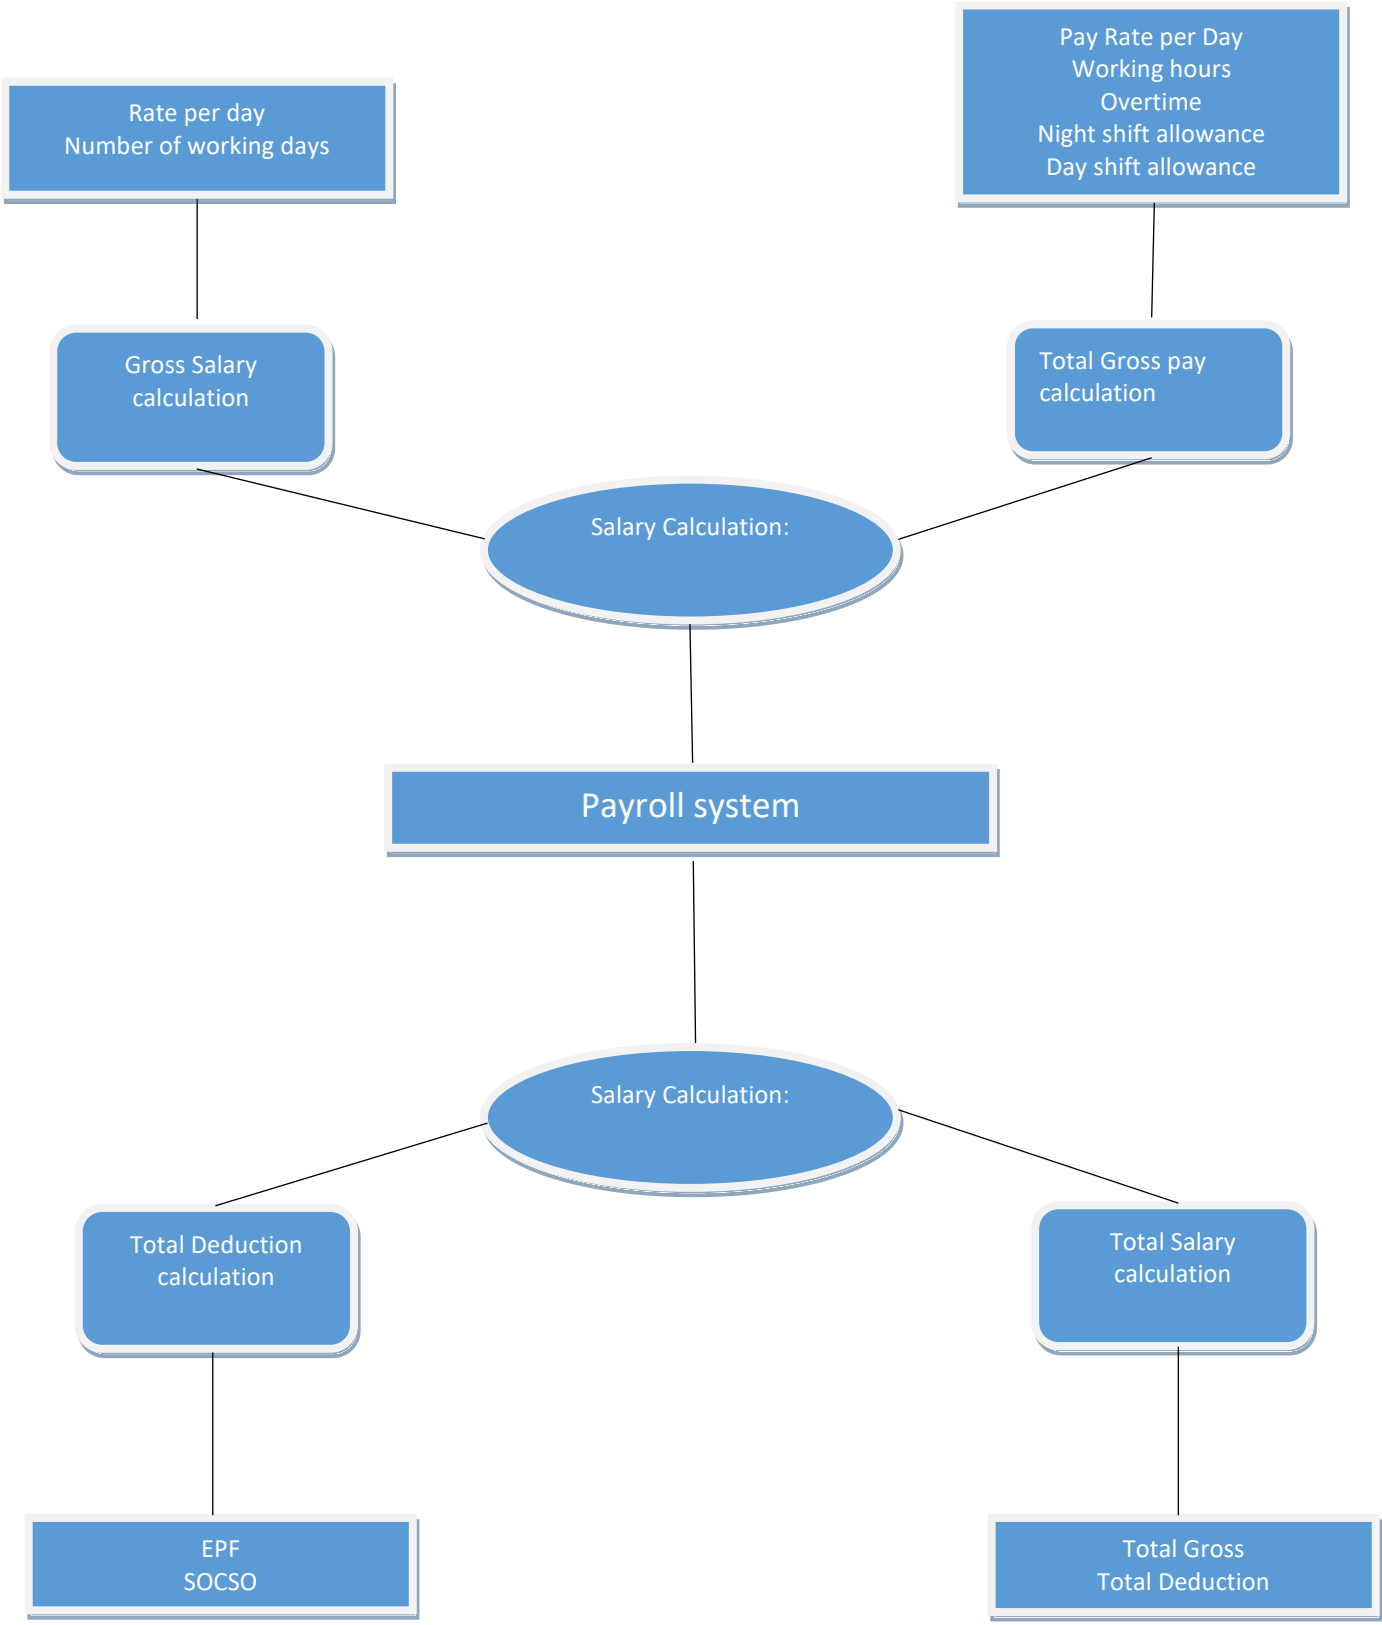 Pay Rate per Day
Working hours
Overtime
Night shift allowance
Day shift allowance
Rate per day
Number of working days
Gross Salary
calculation
Total Gross pay
calculation
Salary Calculation:
Payroll system
Salary Calculation:
Total Deduction
calculation
Total Salary
calculation
EPF
SOCSO
Total Gross
Total Deduction